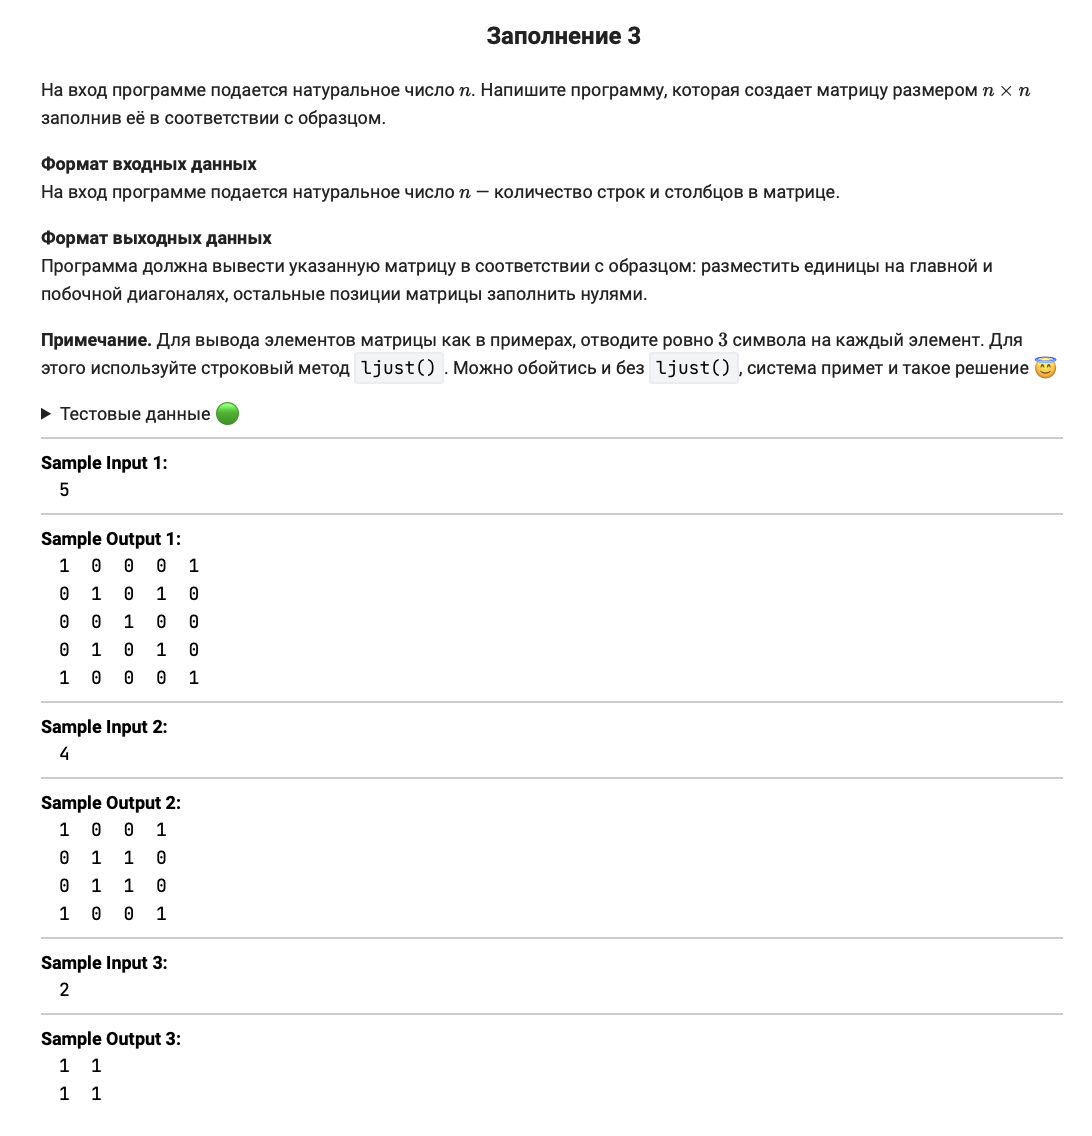 Заполнение 3
На вход программе подается натуральное число n. Напишите программу, которая создает матрицу размером n × n
заполнив её в соответствии с образцом.
Формат входных данных
На вход программе подается натуральное число n — количество строк и столбцов в матрице.
Формат выходных данных
Программа должна вывести указанную матрицу в соответствии с образцом: разместить единицы на главной и
побочной диагоналях, остальные позиции матрицы заполнить нулями.
Примечание. Для вывода элементов матрицы как в примерах, отводите ровно 3 символа на каждый элемент. Для
этого используйте строковый метод ljust(). Можно обойтись и без ljust(), система примет и такое решение 😇
▶ Тестовые данные 🟢
Sample Input 1:
5
Sample Output 1:
1  0  0  0  1
0  1  0  1  0
0  0  1  0  0
0  1  0  1  0
1  0  0  0  1
Sample Input 2:
4
Sample Output 2:
1  0  0  1
0  1  1  0
0  1  1  0
1  0  0  1
Sample Input 3:
2
Sample Output 3:
1  1
1  1